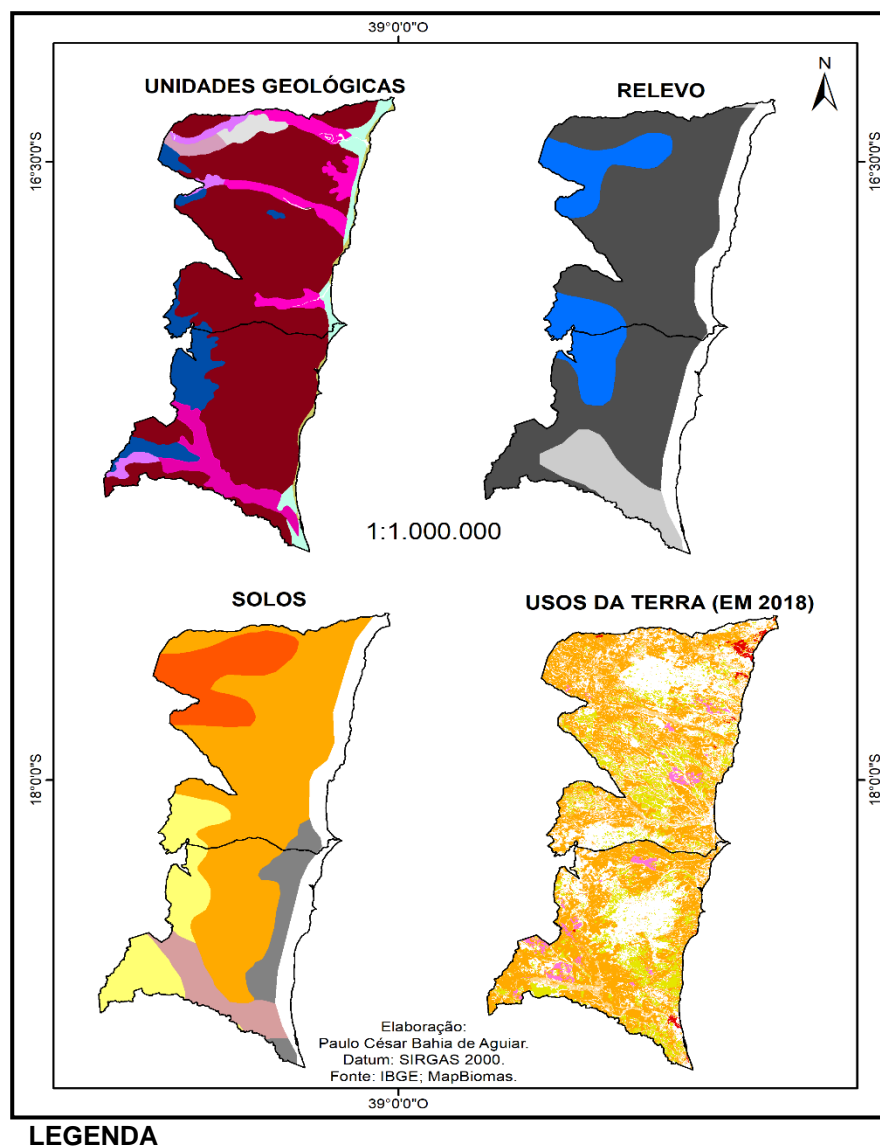 39°0'0"O
N
UNIDADES GEOLÓGICAS
RELEVO
16°30'S
16°30'S
1:1.000.000
SOLOS
USOS DA TERRA (EM 2018)
18°0'0"S
18°0'0"S
Elaboração:
Paulo César Bahia de Aguiar.
Datum: SIRGAS 2000.
Fonte: IBGE; MapBiomas.
39°0'0"O
LEGENDA